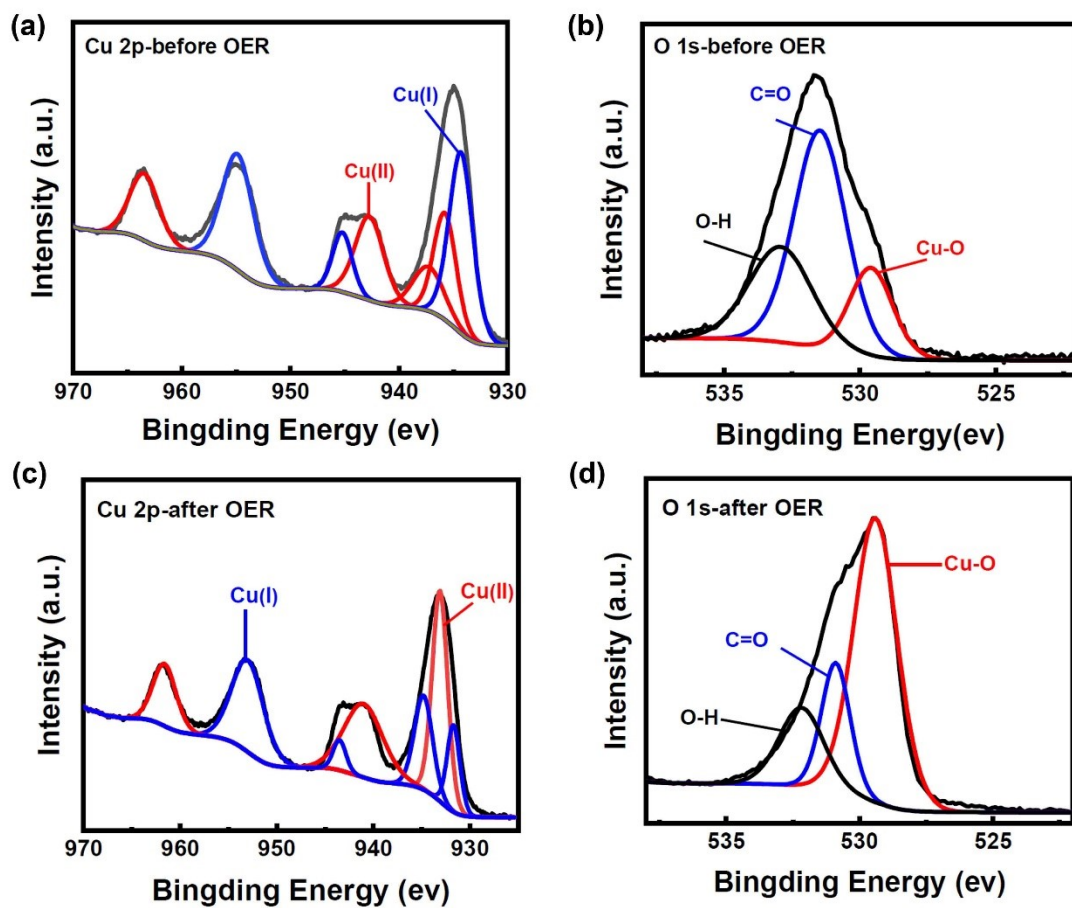 (a)
Cu 2p-before OER
Cu(I)
Cu(II)
Intensity (a.u.)
970 960 950 940 930
Bingding Energy (ev)
(b)
O 1s-before OER
C=O
O-H
Cu-O
Intensity (a.u.)
535 530 525
Bingding Energy(ev)
(c)
Cu 2p-after OER
Cu(I)
Cu(II)
Intensity (a.u.)
970 960 950 940 930
Bingding Energy (ev)
(d)
O 1s-after OER
Cu-O
C=O
O-H
Intensity (a.u.)
535 530 525
Bingding Energy (ev)